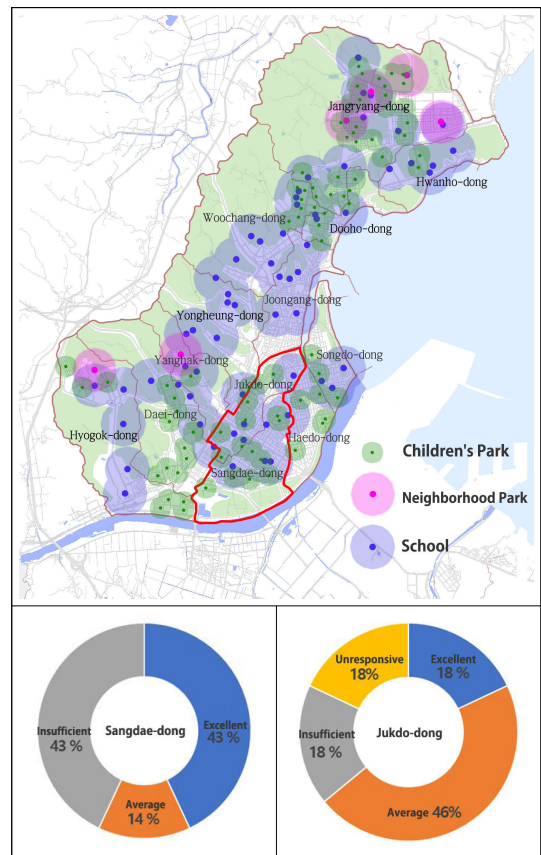 Jangryang-dong
Hwanho-dong
Woochang-dong
Dooho-dong
Joongang-dong
Yongheung-dong
Songdo-dong
Yanghak-dong
Jukdo-dong
Daei-dong
Hyogok-dong
Haedo-dong
Sangdae-dong
Children's Park
Neighborhood Park
School
Insufficient
43 %
Sangdae-dong
Excellent
43 %
Average
14 %
Unresponsive
18%
Excellent
18 %
Insufficient
18 %
Jukdo-dong
Average 46%